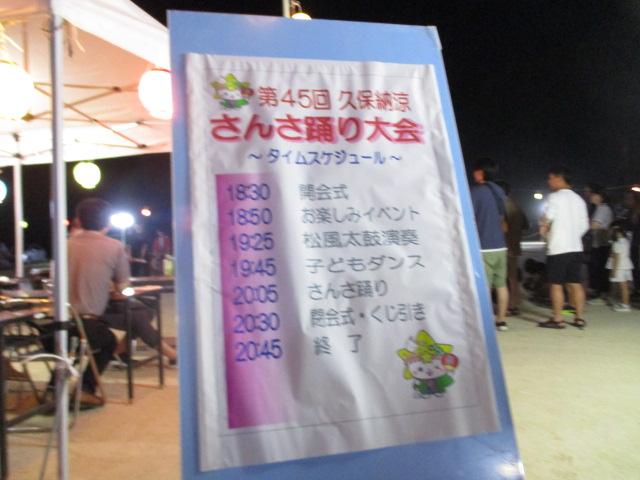 第45回 久保納涼
さんさ踊り大会
～タイムスケジュール～
18:30 開会式
18:50 お楽しみイベント
19:25 松風太鼓演奏
19:45 子どもダンス
20:05 さんさ踊り
20:30 閉会式・くじ引き
20:45 終了